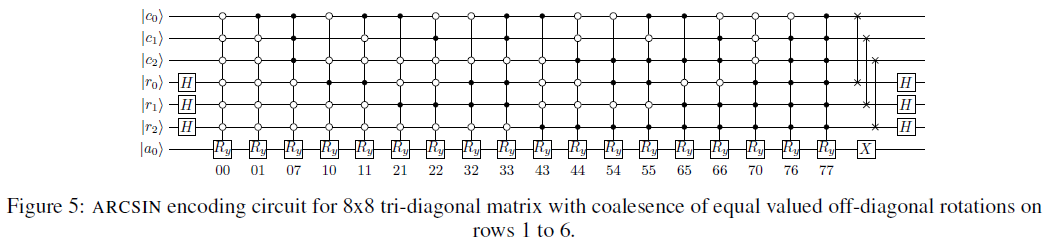 |c₀⟩
|c₁⟩
|c₂⟩
|r₀⟩ H H
|r₁⟩ H H
|r₂⟩ H H
|a₀⟩ R_y R_y R_y R_y R_y R_y R_y R_y R_y R_y R_y R_y R_y R_y R_y R_y R_y R_y X
00 01 07 10 11 21 22 32 33 43 44 54 55 65 66 70 76 77
Figure 5: ARCSIN encoding circuit for 8x8 tri-diagonal matrix with coalesence of equal valued off-diagonal rotations on
rows 1 to 6.